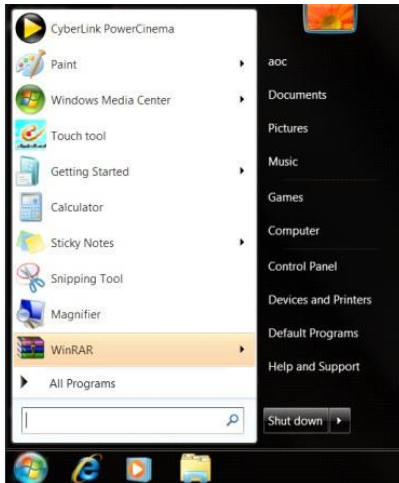 CyberLink PowerCinema
Paint
Windows Media Center
Touch tool
Getting Started
Calculator
Sticky Notes
Snipping Tool
Magnifier
WinRAR
All Programs
aoc
Documents
Pictures
Music
Games
Computer
Control Panel
Devices and Printers
Default Programs
Help and Support
Shut down